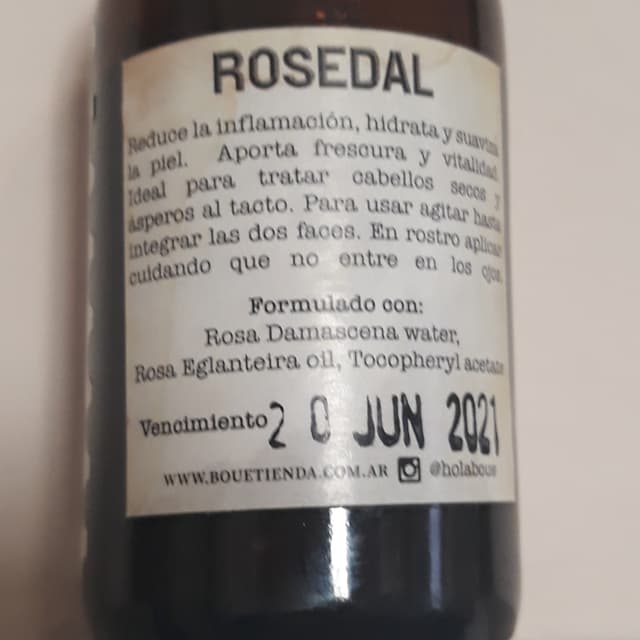 ROSEDAL
Reduce la inflamación, hidrata y suaviza
la piel. Aporta frescura y vitalidad.
Ideal para tratar cabellos secos y
ásperos al tacto. Para usar agitar hasta
integrar las dos faces. En rostro aplicar
cuidando que no entre en los ojos.
Formulado con:
Rosa Damascena water,
Rosa Eglanteira oil, Tocopheryl acetate
Vencimiento 20 JUN 2021
WWW.BOUETIENDA.COM.AR @holaboue